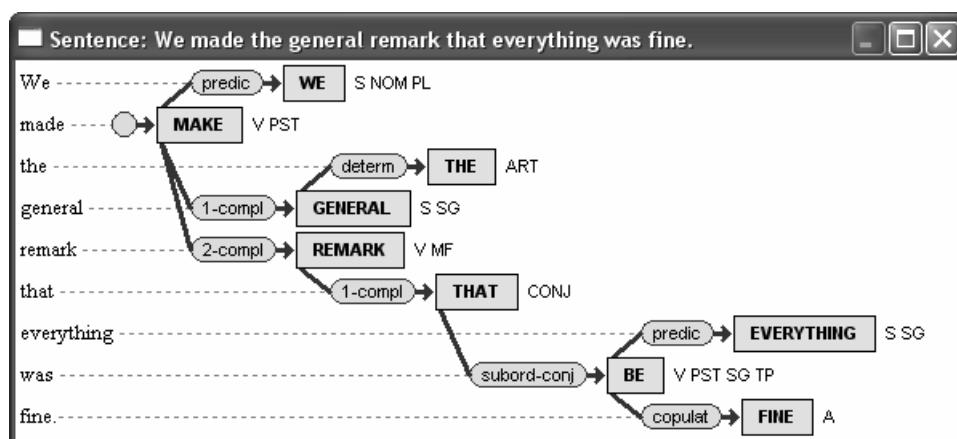 Sentence: We made the general remark that everything was fine.
We predic WE S NOM PL
made MAKE V PST
the determ THE ART
general 1-compl GENERAL S SG
remark 2-compl REMARK V MF
that 1-compl THAT CONJ
everything predic EVERYTHING S SG
was subord-conj BE V PST SG TP
fine. copulat FINE A